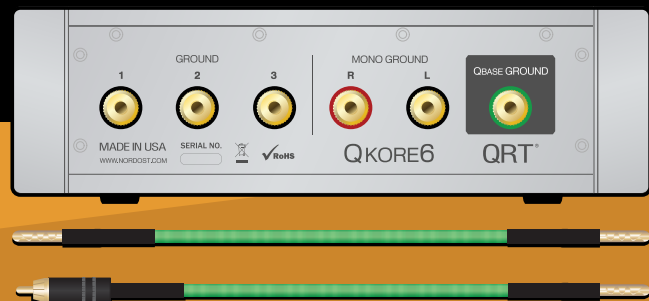 GROUND
MONO GROUND
QBASE GROUND
1 2 3 R L
MADE IN USA
WWW.NORDOST.COM
SERIAL NO.
RoHS
QKORE6
QRT®